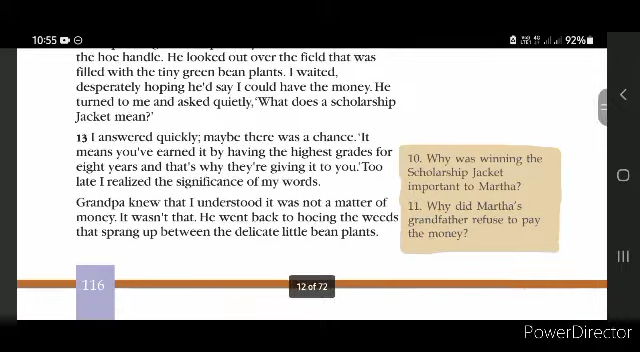 10:55
92%
the hoe handle. He looked out over the field that was
filled with the tiny green bean plants. I waited,
desperately hoping he'd say I could have the money. He
turned to me and asked quietly,'What does a scholarship
Jacket mean?'
13 I answered quickly; maybe there was a chance.'It
means you've earned it by having the highest grades for
eight years and that's why they're giving it to you.'Too
late I realized the significance of my words.
Grandpa knew that I understood it was not a matter of
money. It wasn't that. He went back to hoeing the weeds
that sprang up between the delicate little bean plants.
10. Why was winning the
Scholarship Jacket
important to Martha?
11. Why did Martha's
grandfather refuse to pay
the money?
116
12 of 72
PowerDirector